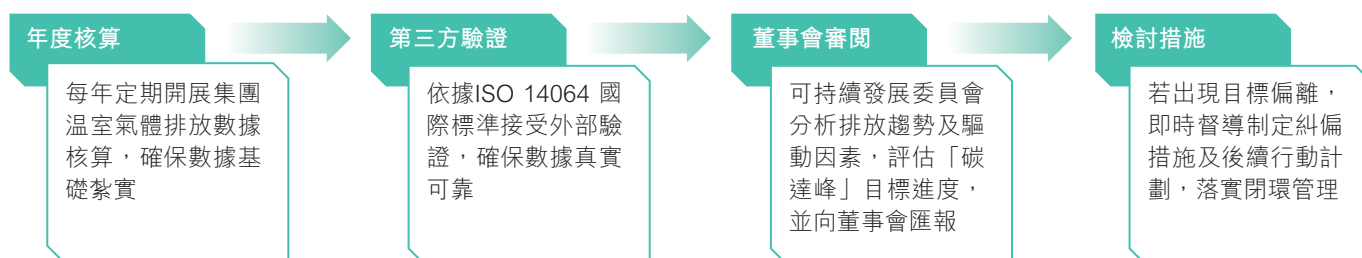 年度核算
每年定期開展集團
温室氣體排放數據
核算，確保數據基
礎紮實
第三方驗證
依據ISO 14064 國
際標準接受外部驗
證，確保數據真實
可靠
董事會審閱
可持續發展委員會
分析排放趨勢及驅
動因素，評估「碳
達峰」目標進度，
並向董事會匯報
檢討措施
若出現目標偏離，
即時督導制定糾偏
措施及後續行動計
劃，落實閉環管理